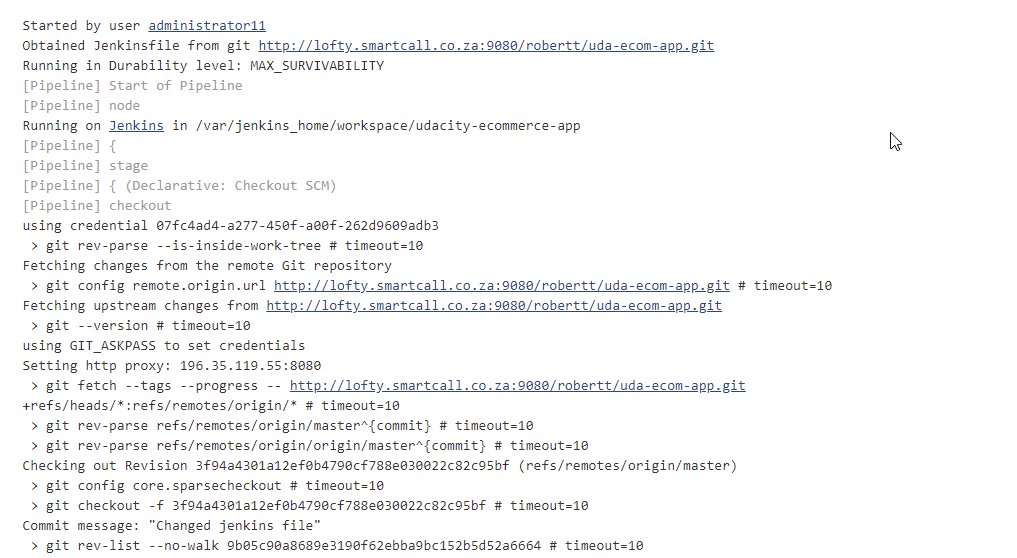 Started by user administrator11
Obtained Jenkinsfile from git http://lofty.smartcall.co.za:9080/robertt/uda-ecom-app.git
Running in Durability level: MAX_SURVIVABILITY
[Pipeline] Start of Pipeline
[Pipeline] node
Running on Jenkins in /var/jenkins_home/workspace/udacity-ecommerce-app
[Pipeline] {
[Pipeline] stage
[Pipeline] { (Declarative: Checkout SCM)
[Pipeline] checkout
using credential 07fc4ad4-a277-450f-a00f-262d9609adb3
 > git rev-parse --is-inside-work-tree # timeout=10
Fetching changes from the remote Git repository
 > git config remote.origin.url http://lofty.smartcall.co.za:9080/robertt/uda-ecom-app.git # timeout=10
Fetching upstream changes from http://lofty.smartcall.co.za:9080/robertt/uda-ecom-app.git
 > git --version # timeout=10
using GIT_ASKPASS to set credentials
Setting http proxy: 196.35.119.55:8080
 > git fetch --tags --progress -- http://lofty.smartcall.co.za:9080/robertt/uda-ecom-app.git
+refs/heads/*:refs/remotes/origin/* # timeout=10
 > git rev-parse refs/remotes/origin/master^{commit} # timeout=10
 > git rev-parse refs/remotes/origin/origin/master^{commit} # timeout=10
Checking out Revision 3f94a4301a12ef0b4790cf788e030022c82c95bf (refs/remotes/origin/master)
 > git config core.sparsecheckout # timeout=10
 > git checkout -f 3f94a4301a12ef0b4790cf788e030022c82c95bf # timeout=10
Commit message: "Changed jenkins file"
 > git rev-list --no-walk 9b05c90a8689e3190f62ebba9bc152b5d52a6664 # timeout=10